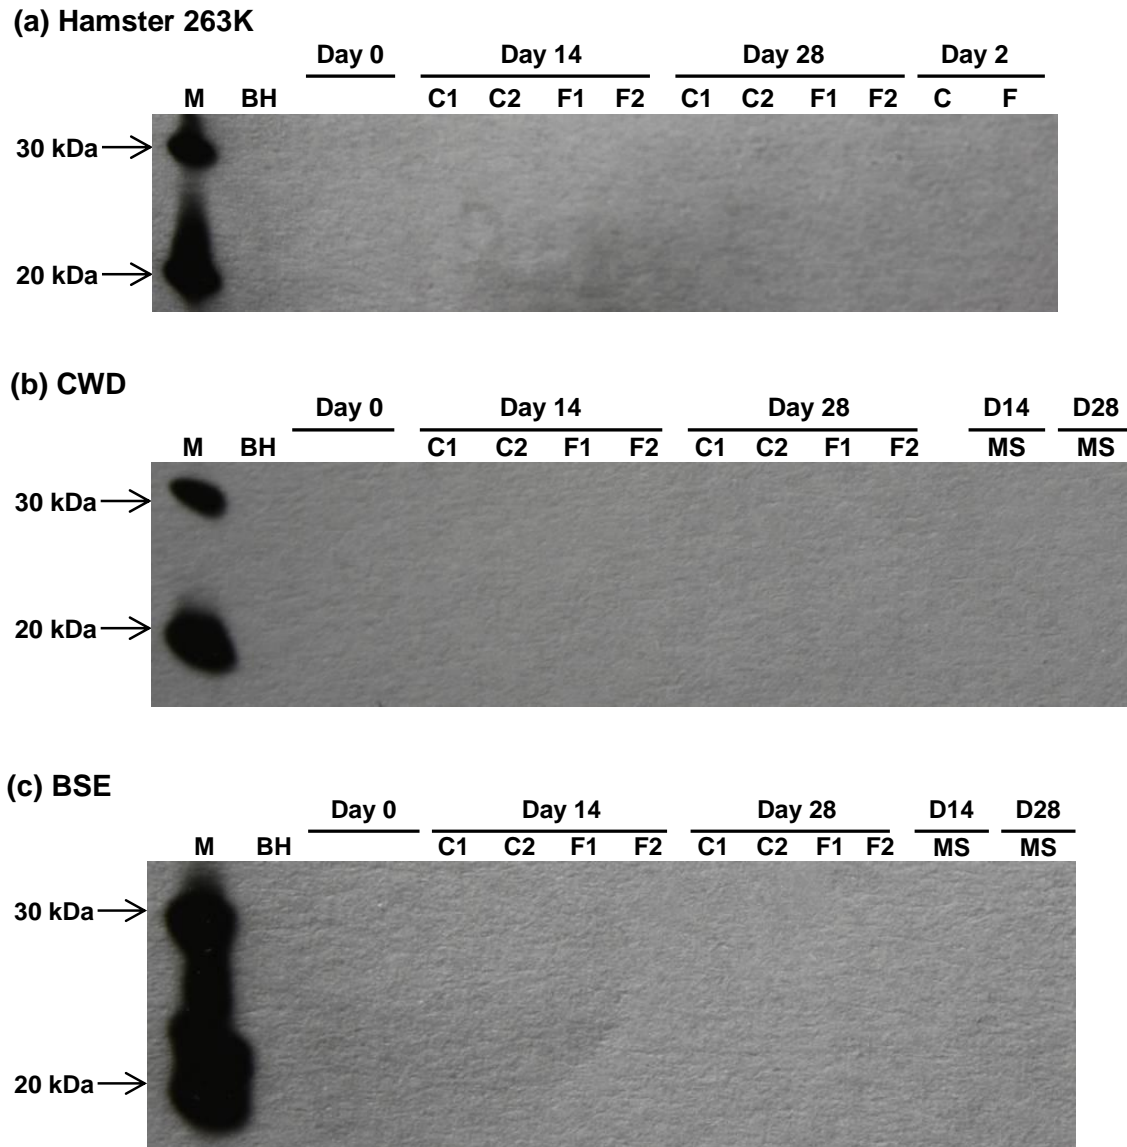 (a) Hamster 263K
Day 0 Day 14 Day 28 Day 2
M BH C1 C2 F1 F2 C1 C2 F1 F2 C F
30 kDa
20 kDa
(b) CWD
Day 0 Day 14 Day 28 D14 D28
M BH C1 C2 F1 F2 C1 C2 F1 F2 MS MS
30 kDa
20 kDa
(c) BSE
Day 0 Day 14 Day 28 D14 D28
M BH C1 C2 F1 F2 C1 C2 F1 F2 MS MS
30 kDa
20 kDa